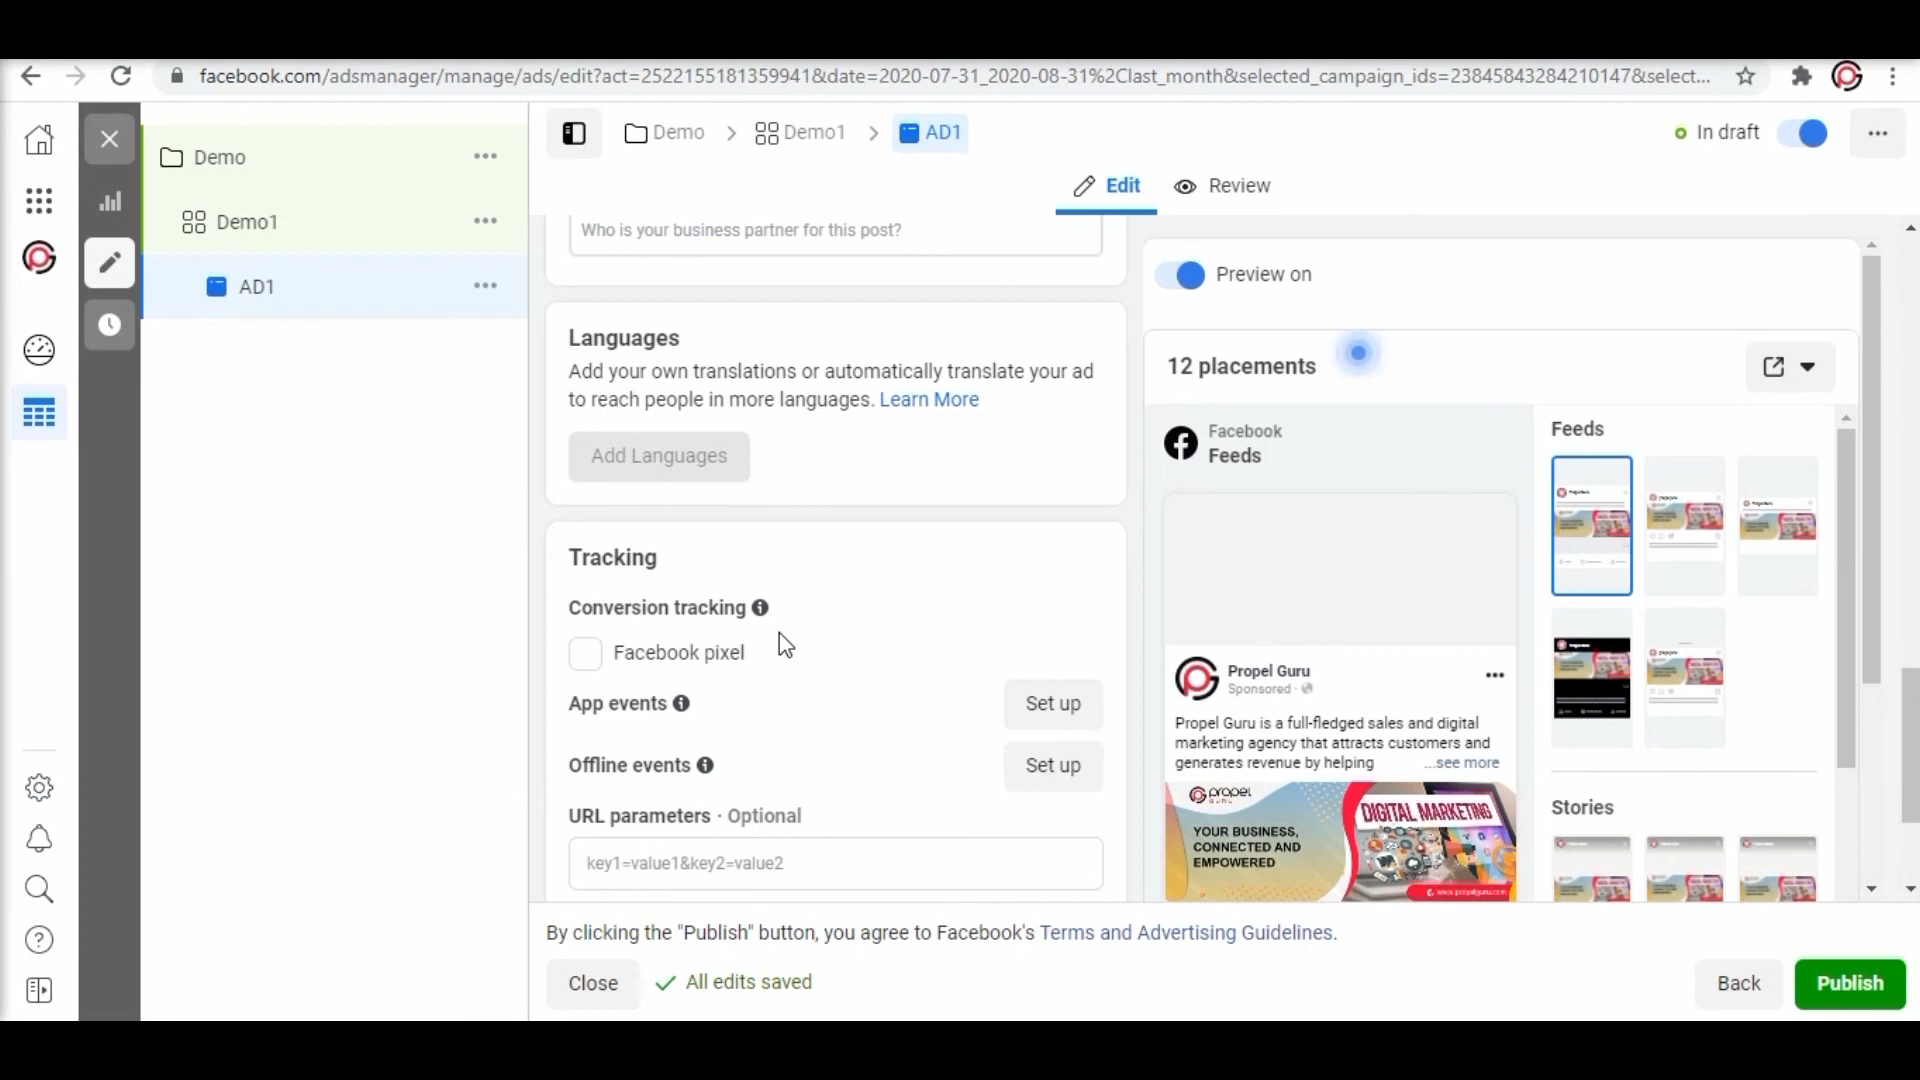 facebook.com/adsmanager/manage/ads/edit?act=2522155181359941&date=2020-07-31_2020-08-31%2Clast_month&selected_campaign_ids=23845843284210147&select...
Demo
Demo1
AD1
Demo > Demo1 > AD1
In draft
Edit
Review
Who is your business partner for this post?
Languages
Add your own translations or automatically translate your ad
to reach people in more languages. Learn More
Add Languages
Tracking
Conversion tracking
Facebook pixel
App events
Set up
Offline events
Set up
URL parameters · Optional
key1=value1&key2=value2
Preview on
12 placements
Facebook
Feeds
Propel Guru
Sponsored ·
Propel Guru is a full-fledged sales and digital
marketing agency that attracts customers and
generates revenue by helping ...see more
propel
GURU
YOUR BUSINESS,
CONNECTED AND
EMPOWERED
DIGITAL MARKETING
www.propelguru.com
Feeds
Stories
By clicking the "Publish" button, you agree to Facebook's Terms and Advertising Guidelines.
Close
All edits saved
Back
Publish